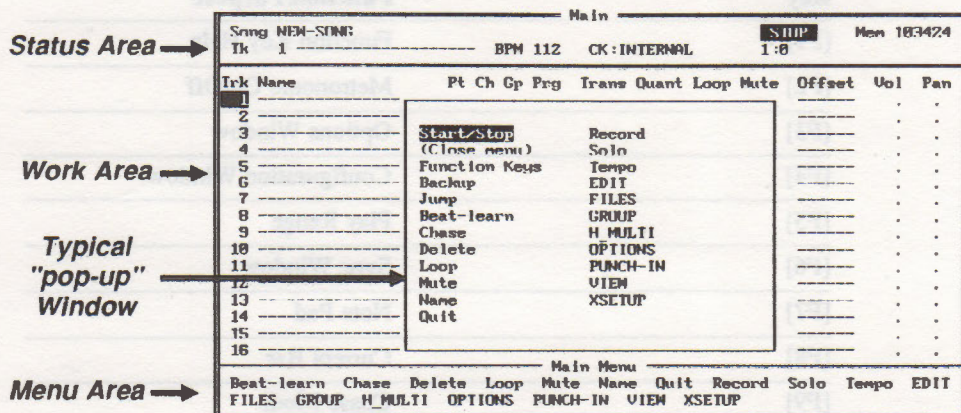 Main
Song NEW-SONG STOP Mem 103424
Tk 1 BPM 112 CK:INTERNAL 1:0
Trk Name Pt Ch Gp Prg Trans Quant Loop Mute Offset Vol Pan
1
2
3
4
5
6
7
8
9
10
11
12
13
14
15
16
Start/Stop Record
(Close menu) Solo
Function Keys Tempo
Backup EDIT
Jump FILES
Beat-learn GROUP
Chase H_MULTI
Delete OPTIONS
Loop PUNCH-IN
Mute VIEW
Name XSETUP
Quit
Main Menu
Beat-learn Chase Delete Loop Mute Name Quit Record Solo Tempo EDIT
FILES GROUP H_MULTI OPTIONS PUNCH-IN VIEW XSETUP
Status Area
Work Area
Typical
"pop-up"
Window
Menu Area